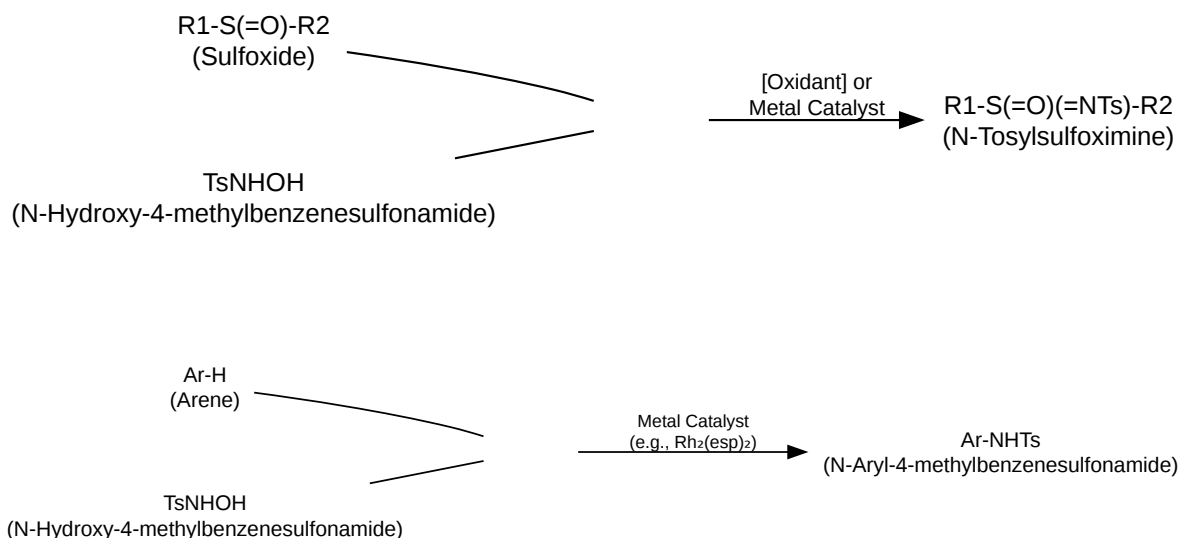 R1-S(=O)-R2
(Sulfoxide)
TsNHOH
(N-Hydroxy-4-methylbenzenesulfonamide)
[Oxidant] or
Metal Catalyst
R1-S(=O)(=NTs)-R2
(N-Tosylsulfoximine)
Ar-H
(Arene)
TsNHOH
(N-Hydroxy-4-methylbenzenesulfonamide)
Metal Catalyst
(e.g., Rh₂(esp)₂)
Ar-NHTs
(N-Aryl-4-methylbenzenesulfonamide)